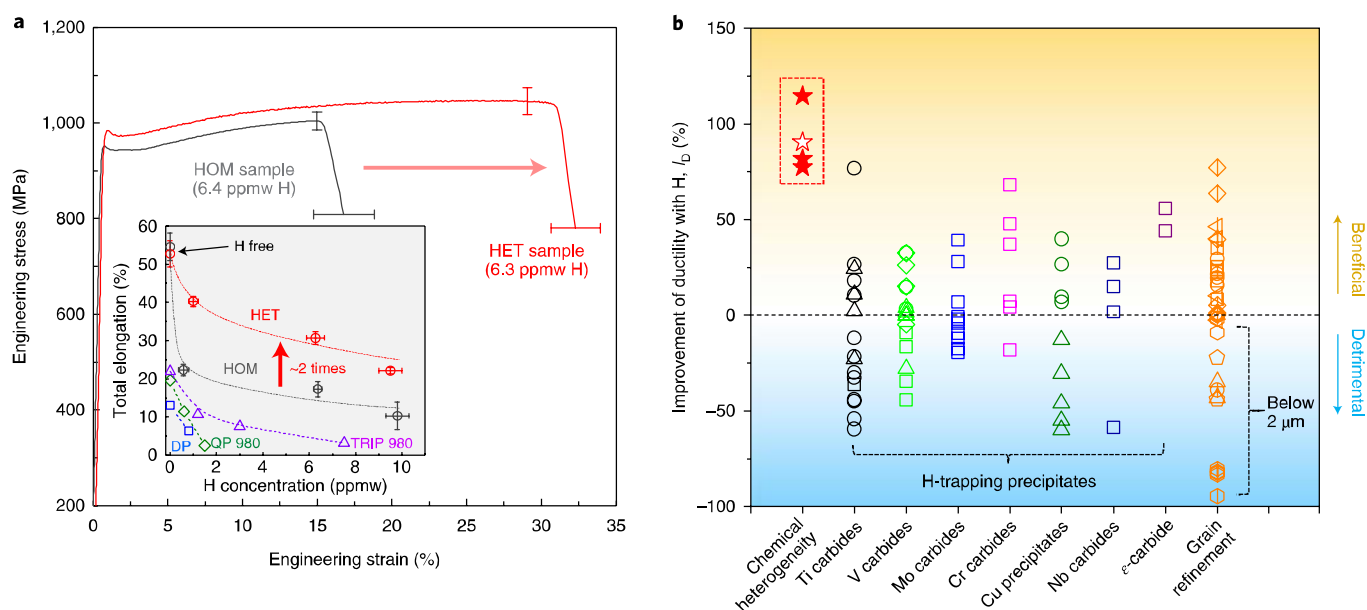 a
1,200
1,000
800
600
400
200
Engineering stress (MPa)
0
5
10
15
20
25
30
35
Engineering strain (%)
HOM sample
(6.4 ppmw H)
HET sample
(6.3 ppmw H)
60
50
40
30
20
10
0
Total elongation (%)
H free
HET
HOM
~2 times
DP
QP 980
TRIP 980
0
2
4
6
8
10
H concentration (ppmw)
b
150
100
50
0
−50
−100
Improvement of ductility with H, I_D (%)
Beneficial
Detrimental
Below
2 μm
H-trapping precipitates
Chemical
heterogeneity
Ti carbides
V carbides
Mo carbides
Cr carbides
Cu precipitates
Nb carbides
ε-carbide
Grain
refinement